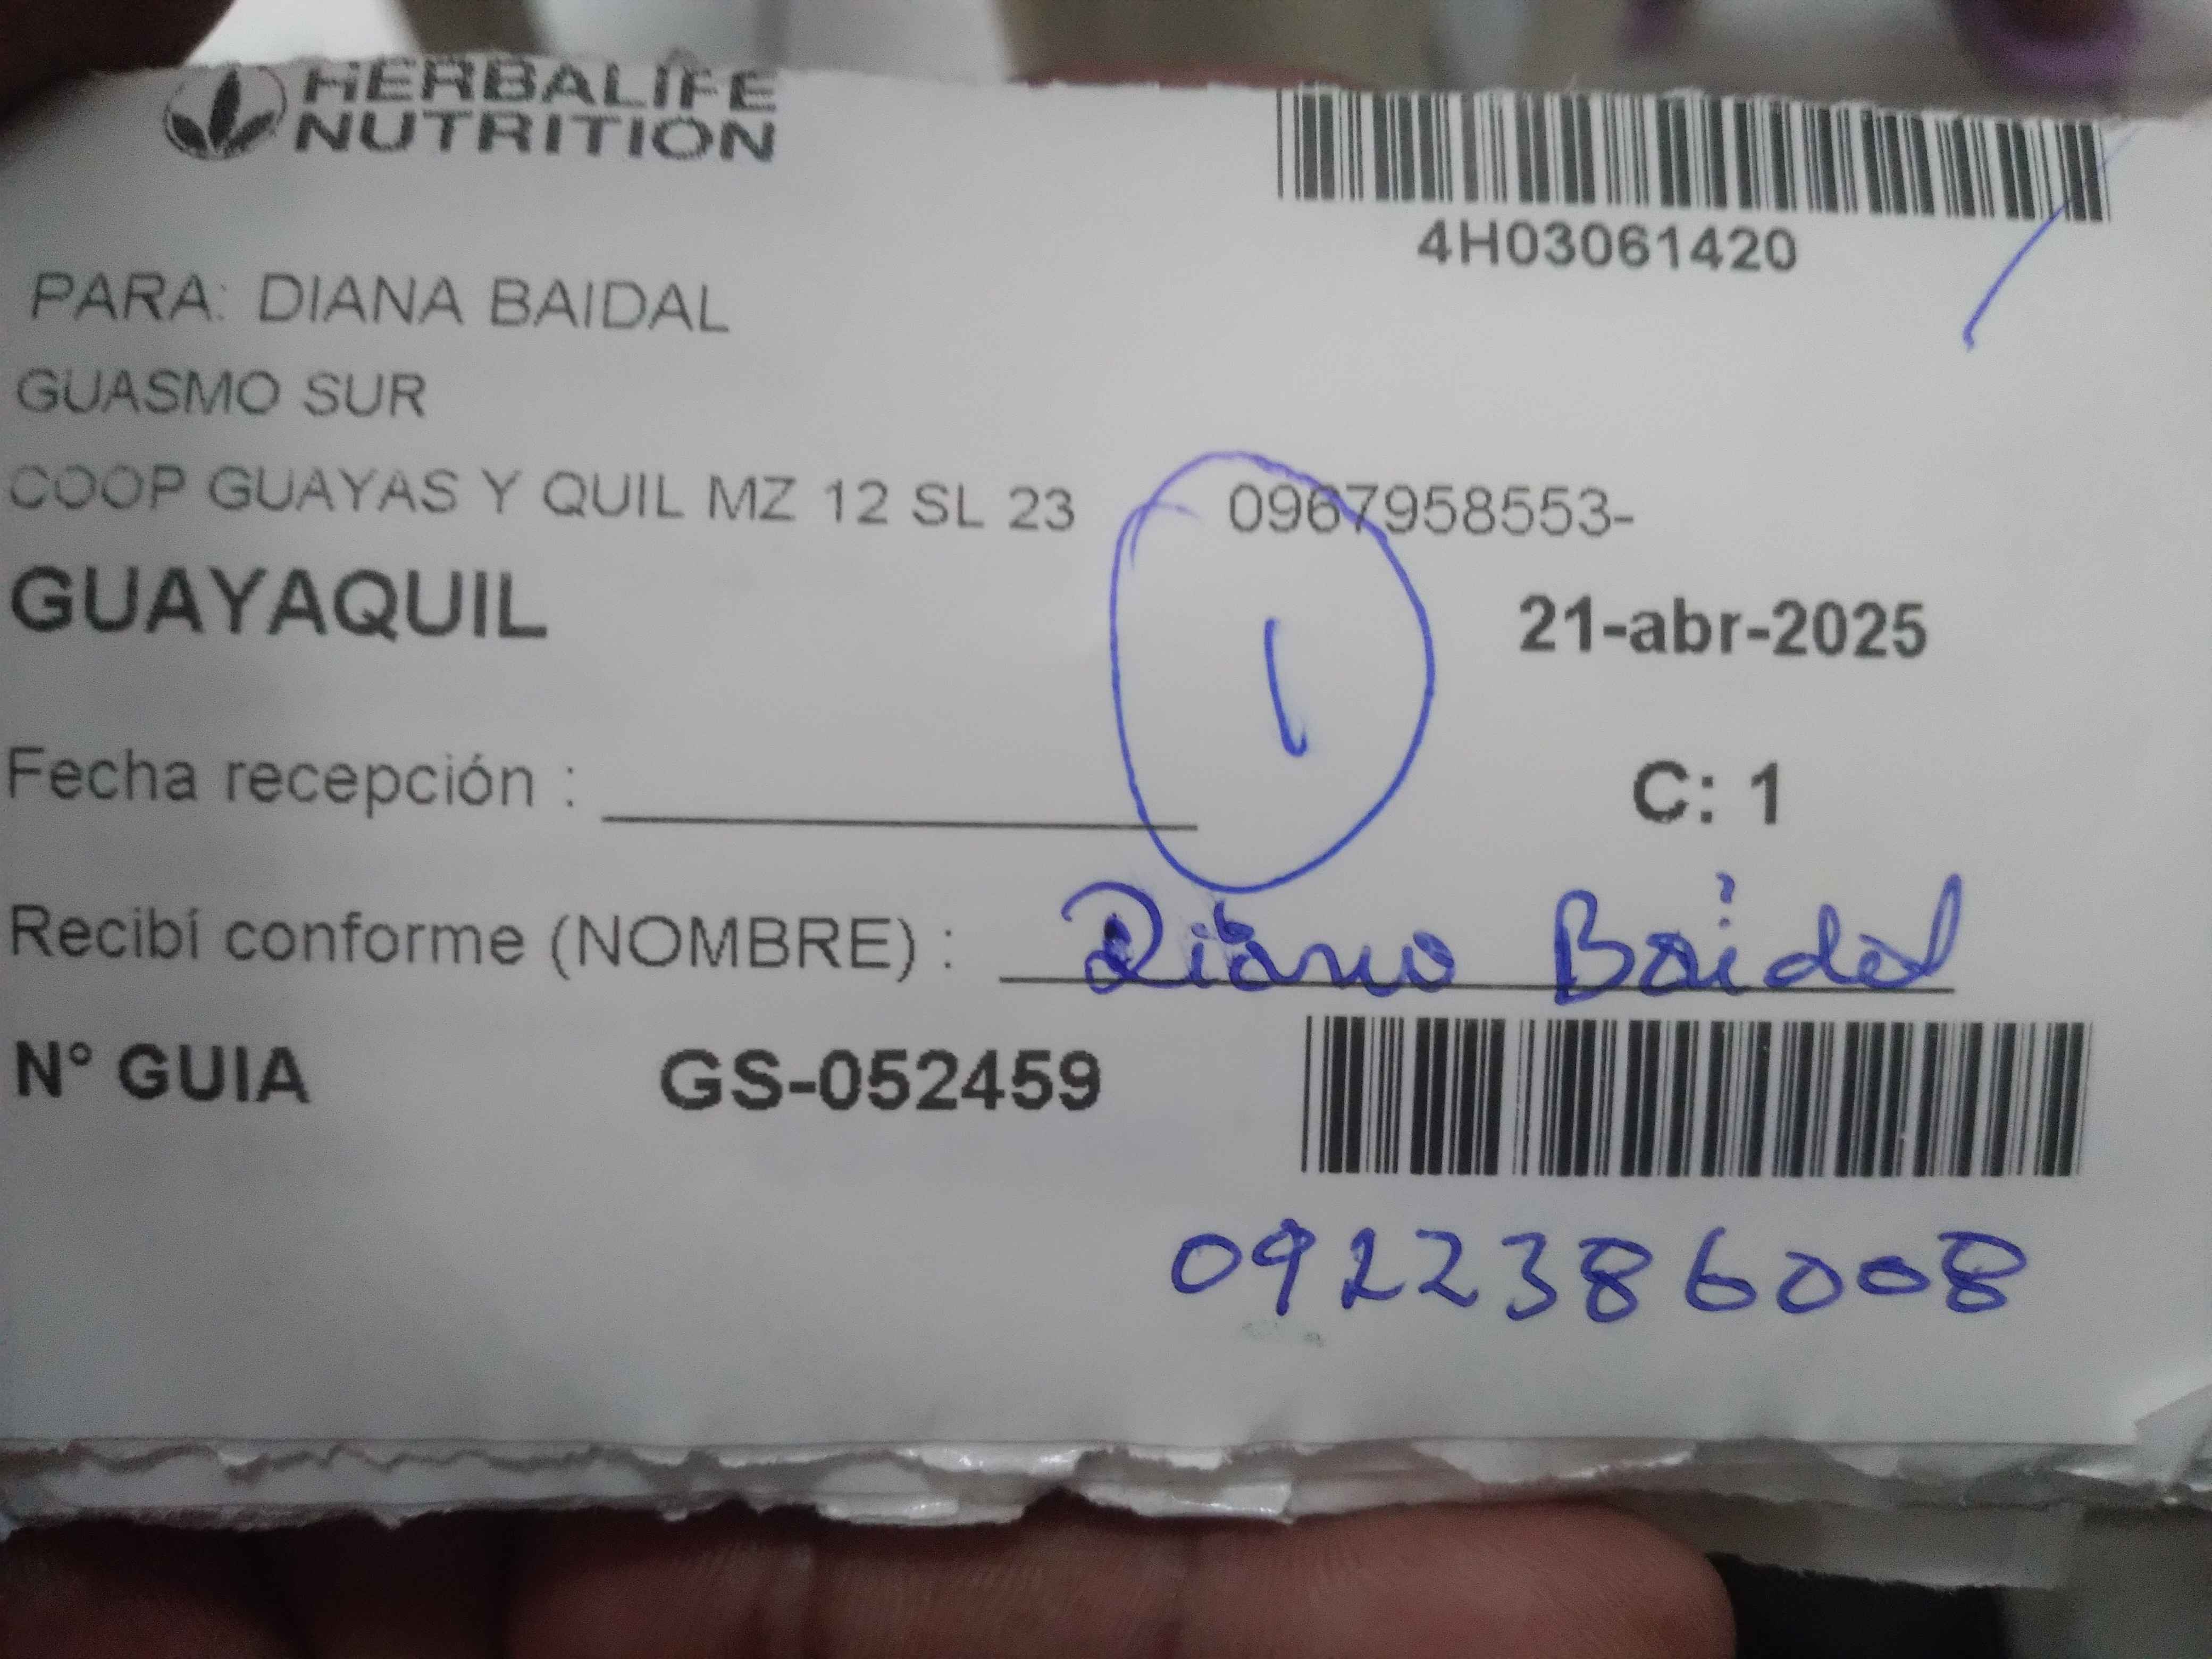 HERBALIFE
NUTRITION
4H03061420
PARA: DIANA BAIDAL
GUASMO SUR
COOP GUAYAS Y QUIL MZ 12 SL 23 0967958553-
GUAYAQUIL 21-abr-2025
1
Fecha recepción : C: 1
Recibí conforme (NOMBRE) : Diana Baidal
N° GUIA GS-052459
0922386008